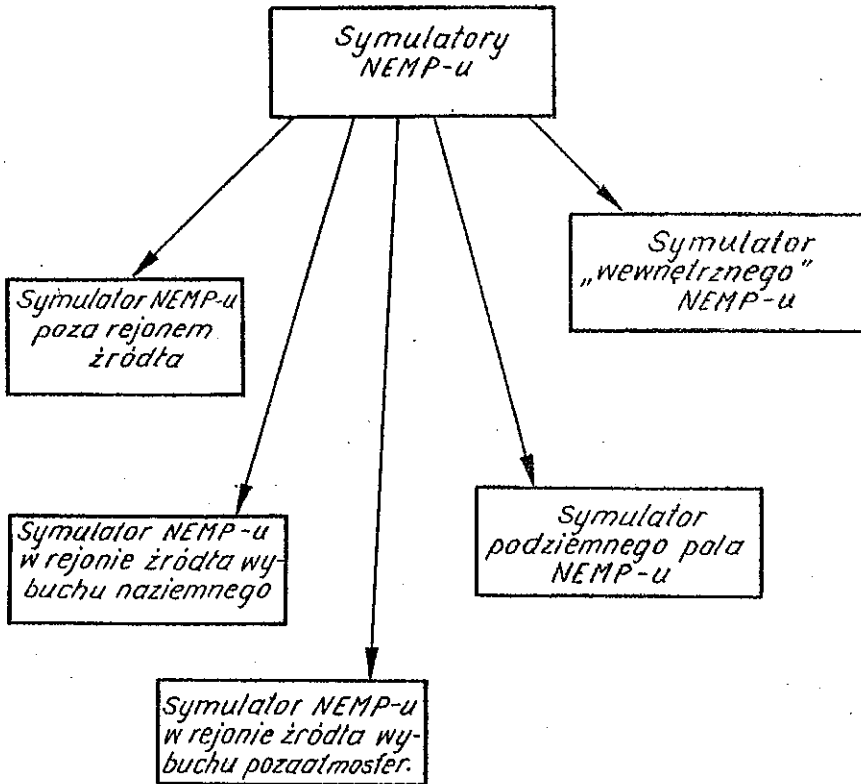 Symulatory
NEMP-u
Symulator
„wewnętrznego”
NEMP-u
Symulator NEMP-u
poza rejonem
źródła
Symulator NEMP-u
w rejonie źródła wy-
buchu naziemnego
Symulator
podziemnego pola
NEMP-u
Symulator NEMP-u
w rejonie źródła wy-
buchu pozaatmosfer.